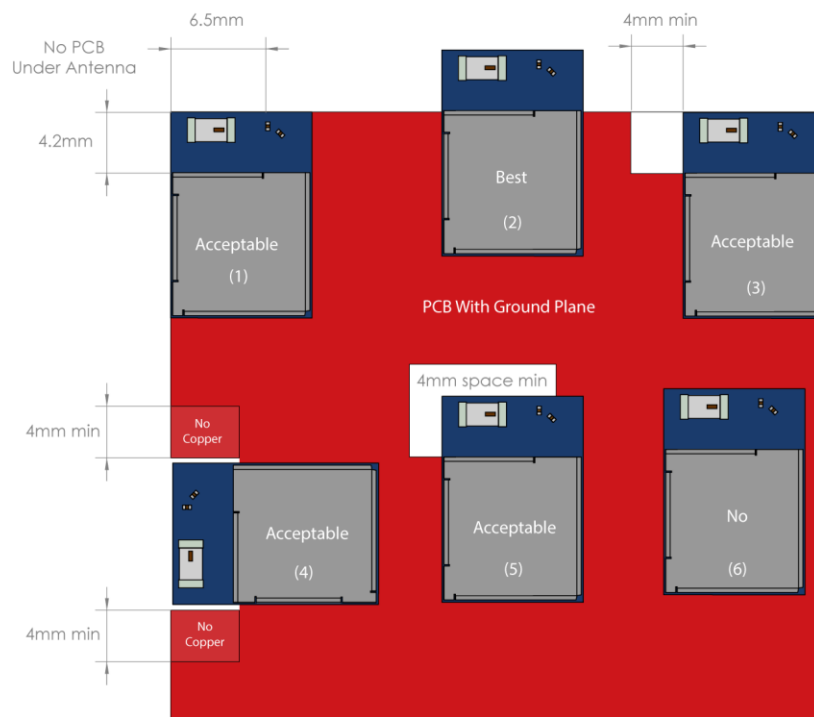 6.5mm
4mm min
No PCB
Under Antenna
4.2mm
Best
(2)
Acceptable
(1)
Acceptable
(3)
PCB With Ground Plane
4mm space min
4mm min
No
Copper
Acceptable
(4)
Acceptable
(5)
No
(6)
4mm min
No
Copper